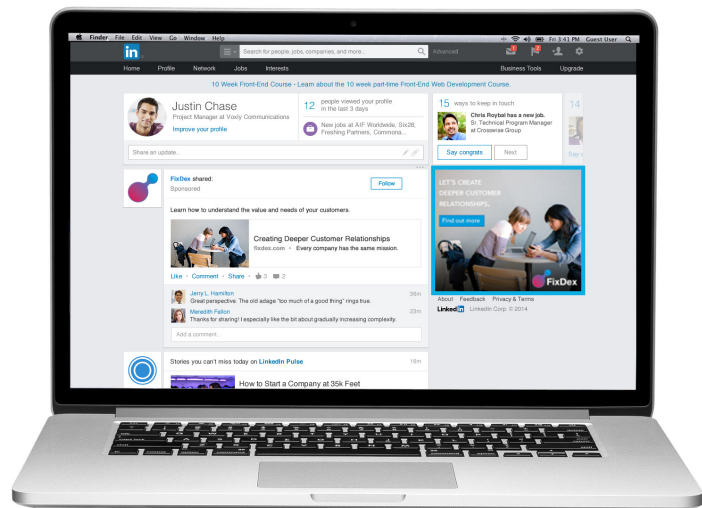 Finder File Edit View Go Window Help
Fri 3:41 PM Guest User
in
Search for people, jobs, companies, and more...
Advanced
Home Profile Network Jobs Interests
Business Tools Upgrade
10 Week Front-End Course - Learn about the 10 week part-time Front-End Web Development Course.
Justin Chase
Project Manager at Voxly Communications
Improve your profile
12 people viewed your profile
in the last 3 days
New jobs at AIF Worldwide, Six26,
Freshing Partners, Commona...
Share an update...
15 ways to keep in touch
Chris Roybal has a new job.
Sr. Technical Program Manager
at Crosswise Group
Say congrats Next
14
FixDex shared:
Sponsored
Follow
Learn how to understand the value and needs of your customers.
Creating Deeper Customer Relationships
fixdex.com • Every company has the same mission.
Like • Comment • Share • 3 2
Jerry L. Hamilton 36m
Great perspective. The old adage "too much of a good thing" rings true.
Meredith Fallon 23m
Thanks for sharing! I especially like the bit about gradually increasing complexity.
Add a comment...
LET'S CREATE
DEEPER CUSTOMER
RELATIONSHIPS.
Find out more
FixDex
About Feedback Privacy & Terms
Linked in LinkedIn Corp. © 2014
Stories you can't miss today on LinkedIn Pulse 16m
How to Start a Company at 35k Feet